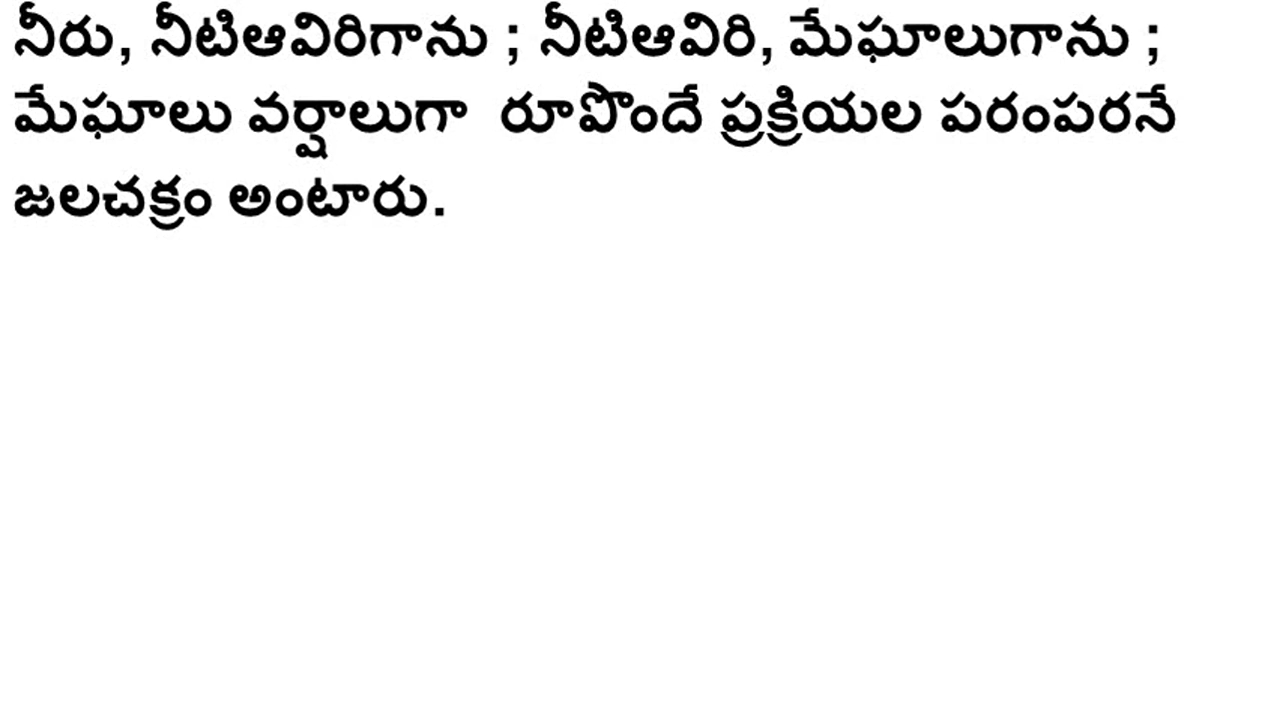 నీరు, నీటిఆవిరిగాను ; నీటిఆవిరి, మేఘాలుగాను ;
మేఘాలు వర్షాలుగా  రూపొందే ప్రక్రియల పరంపరనే
జలచక్రం అంటారు.